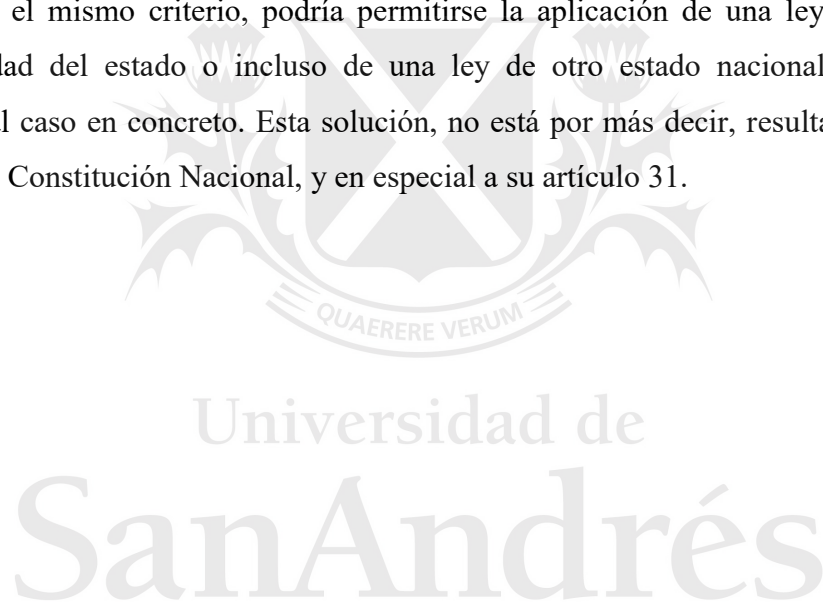 el mismo criterio, podría permitirse la aplicación de una ley
dad del estado o incluso de una ley de otro estado nacional
l caso en concreto. Esta solución, no está por más decir, resulta
Constitución Nacional, y en especial a su artículo 31.
QUAERERE VERUM
Universidad de
SanAndrés